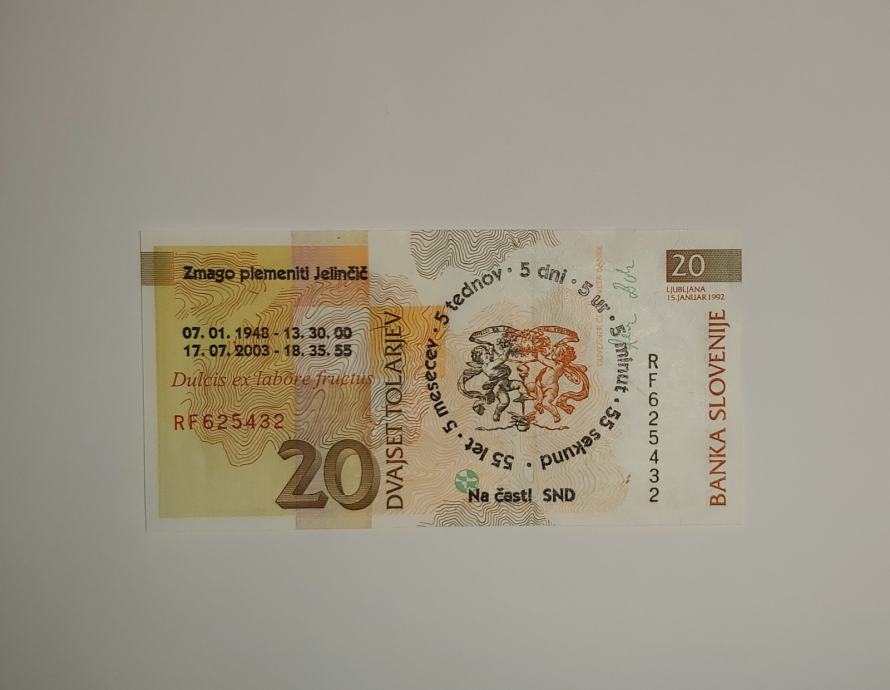 Zmago plemeniti Jelinčič
07. 01. 1948 - 13. 30. 00
17. 07. 2003 - 18. 35. 55
Dulcis ex labore fructus
RF625432
20
DVAJSET TOLARJEV
55 let · 5 mesecev · 5 tednov · 5 dni · 5 ur · 5 minut · 55 sekund ·
Na čast! SND
RF625432
20
LJUBLJANA
15. JANUAR 1992
BANKA SLOVENIJE